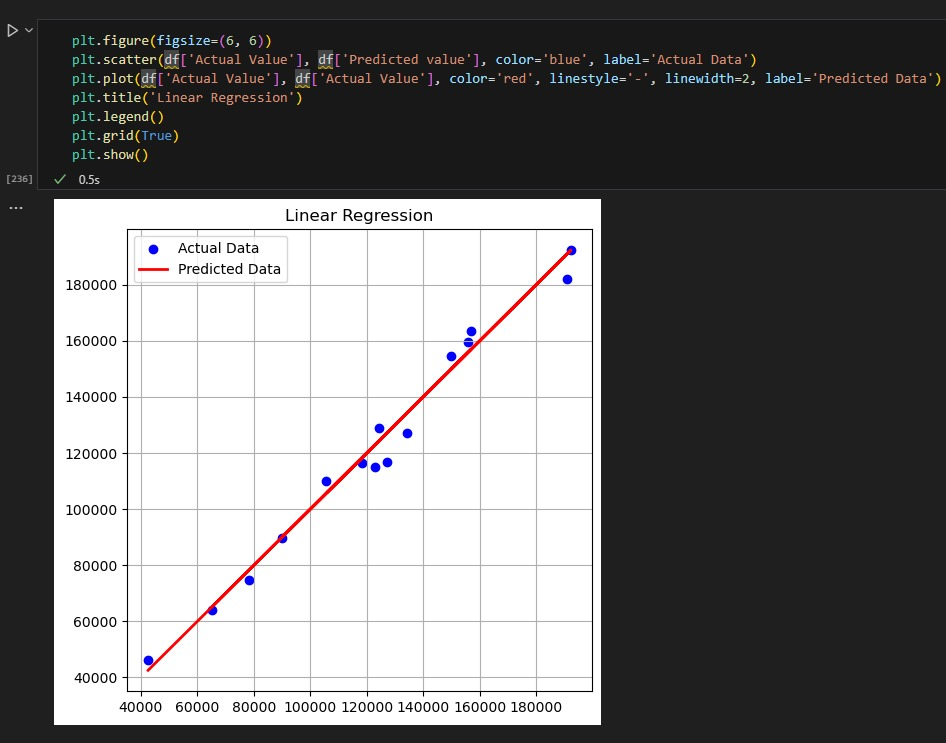 plt.figure(figsize=(6, 6))
plt.scatter(df['Actual Value'], df['Predicted value'], color='blue', label='Actual Data')
plt.plot(df['Actual Value'], df['Actual Value'], color='red', linestyle='-', linewidth=2, label='Predicted Data')
plt.title('Linear Regression')
plt.legend()
plt.grid(True)
plt.show()
[236]
0.5s
...
Linear Regression
Actual Data
Predicted Data
180000
160000
140000
120000
100000
80000
60000
40000
40000 60000 80000 100000 120000 140000 160000 180000